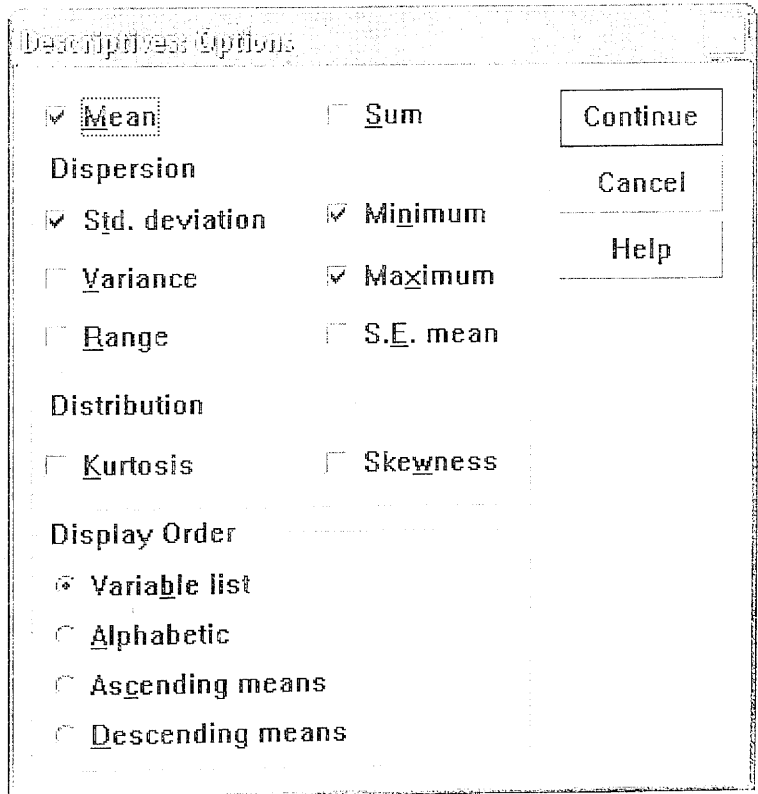 Descriptives: Options
Mean Sum Continue
Dispersion Cancel
Std. deviation Minimum
Help
Variance Maximum
Range S.E. mean
Distribution
Kurtosis Skewness
Display Order
Variable list
Alphabetic
Ascending means
Descending means